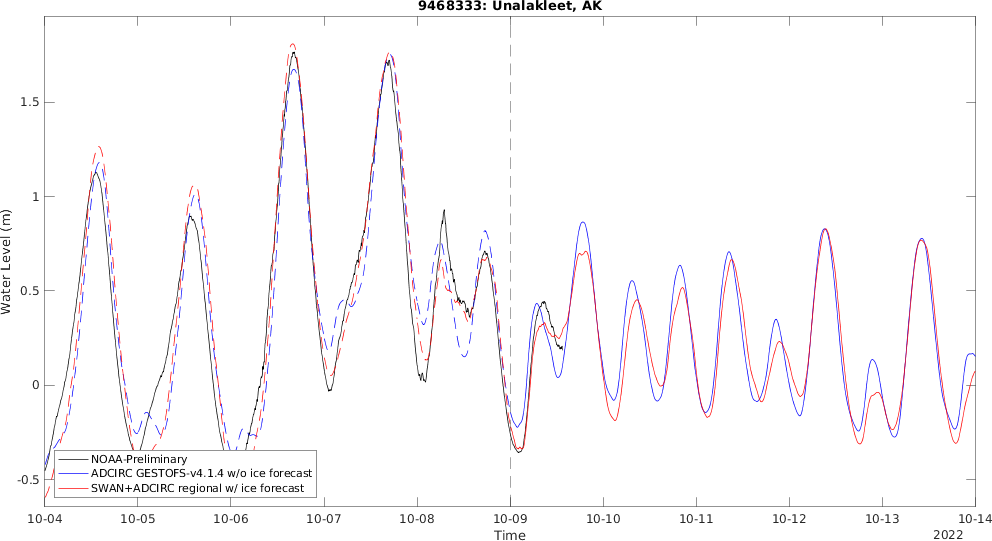 9468333: Unalakleet, AK
Water Level (m)
1.5
1
0.5
0
-0.5
NOAA-Preliminary
ADCIRC GESTOFS-v4.1.4 w/o ice forecast
SWAN+ADCIRC regional w/ ice forecast
10-04 10-05 10-06 10-07 10-08 10-09 10-10 10-11 10-12 10-13 10-14
Time
2022